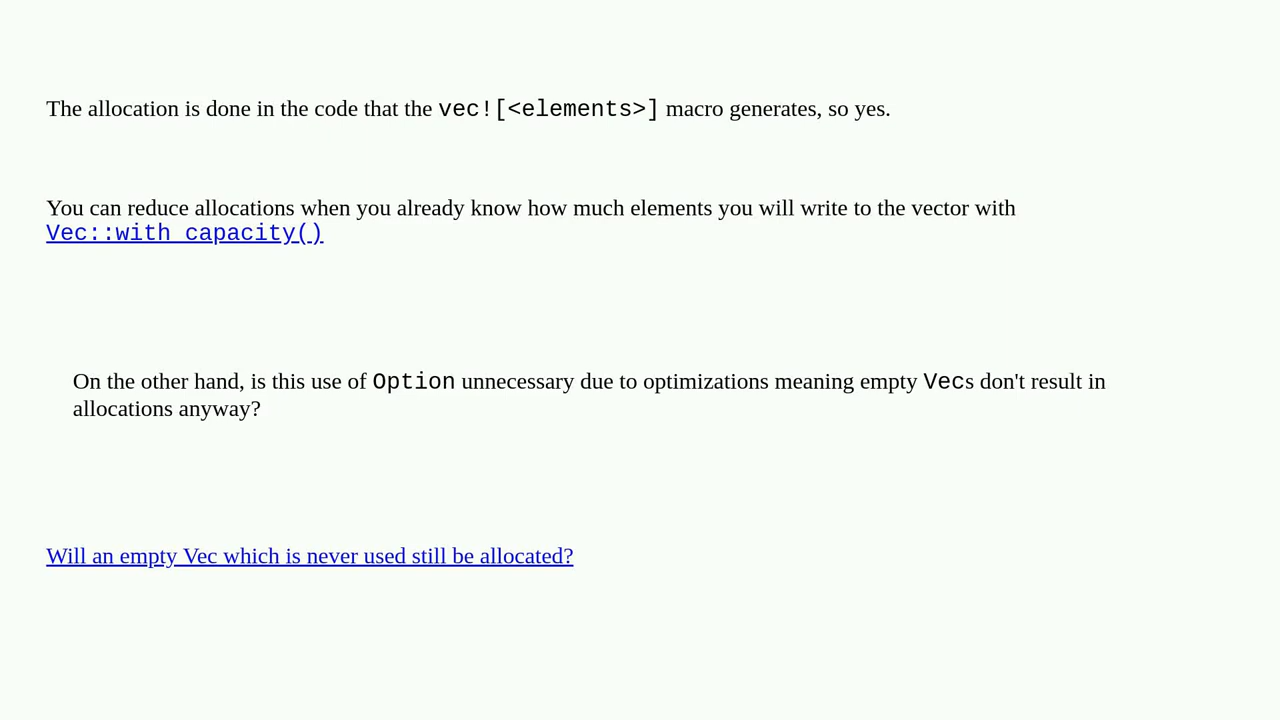 The allocation is done in the code that the vec![<elements>] macro generates, so yes.
You can reduce allocations when you already know how much elements you will write to the vector with
Vec::with_capacity()
On the other hand, is this use of Option unnecessary due to optimizations meaning empty Vecs don't result in
allocations anyway?
Will an empty Vec which is never used still be allocated?